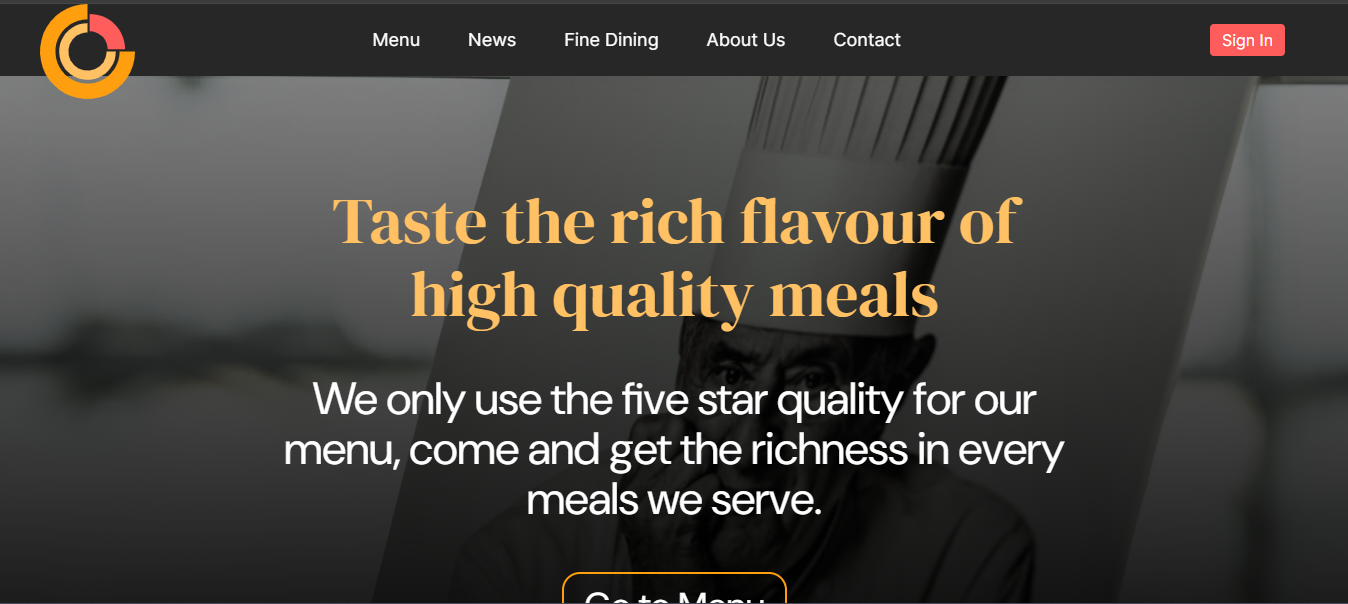 Menu News Fine Dining About Us Contact Sign In
Taste the rich flavour of
high quality meals
We only use the five star quality for our
menu, come and get the richness in every
meals we serve.
Go to Menu